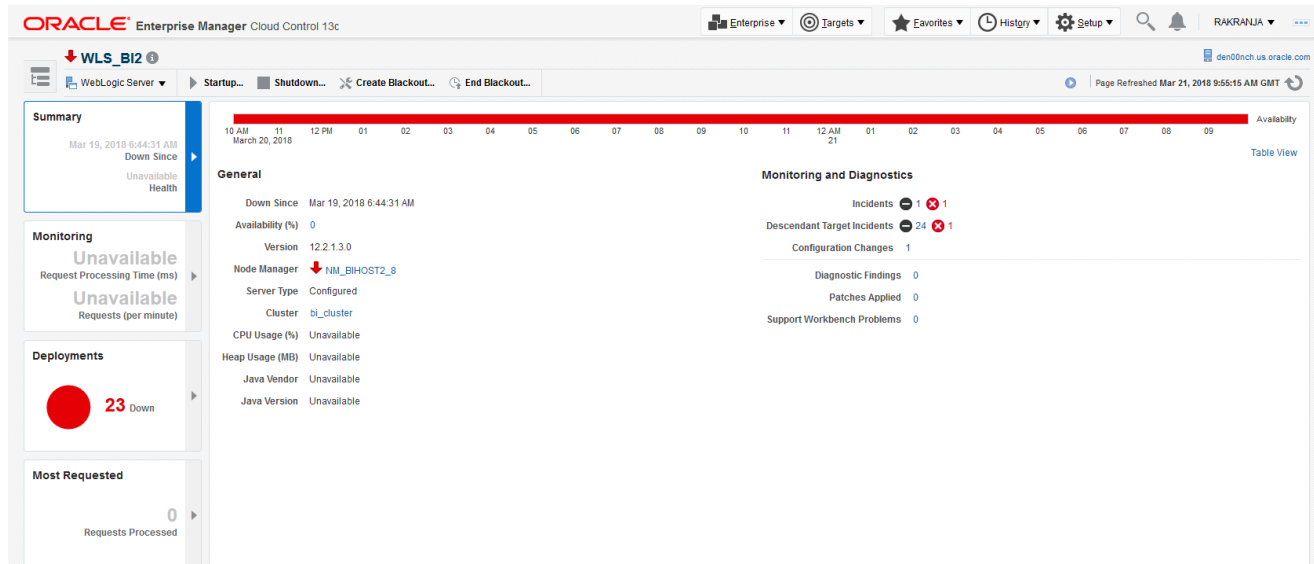 ORACLE® Enterprise Manager Cloud Control 13c
Enterprise Targets Favorites History Setup RAKRANJA
WLS_BI2
den00nch.us.oracle.com
WebLogic Server Startup... Shutdown... Create Blackout... End Blackout...
Page Refreshed Mar 21, 2018 9:55:15 AM GMT
Summary
Mar 19, 2018 6:44:31 AM
Down Since
Unavailable
Health
Monitoring
Unavailable
Request Processing Time (ms)
Unavailable
Requests (per minute)
Deployments
23 Down
Most Requested
0
Requests Processed
Availability
10 AM 11 12 PM 01 02 03 04 05 06 07 08 09 10 11 12 AM 01 02 03 04 05 06 07 08 09
March 20, 2018 21
Table View
General
Down Since Mar 19, 2018 6:44:31 AM
Availability (%) 0
Version 12.2.1.3.0
Node Manager NM_BIHOST2_8
Server Type Configured
Cluster bi_cluster
CPU Usage (%) Unavailable
Heap Usage (MB) Unavailable
Java Vendor Unavailable
Java Version Unavailable
Monitoring and Diagnostics
Incidents 1 1
Descendant Target Incidents 24 1
Configuration Changes 1
Diagnostic Findings 0
Patches Applied 0
Support Workbench Problems 0